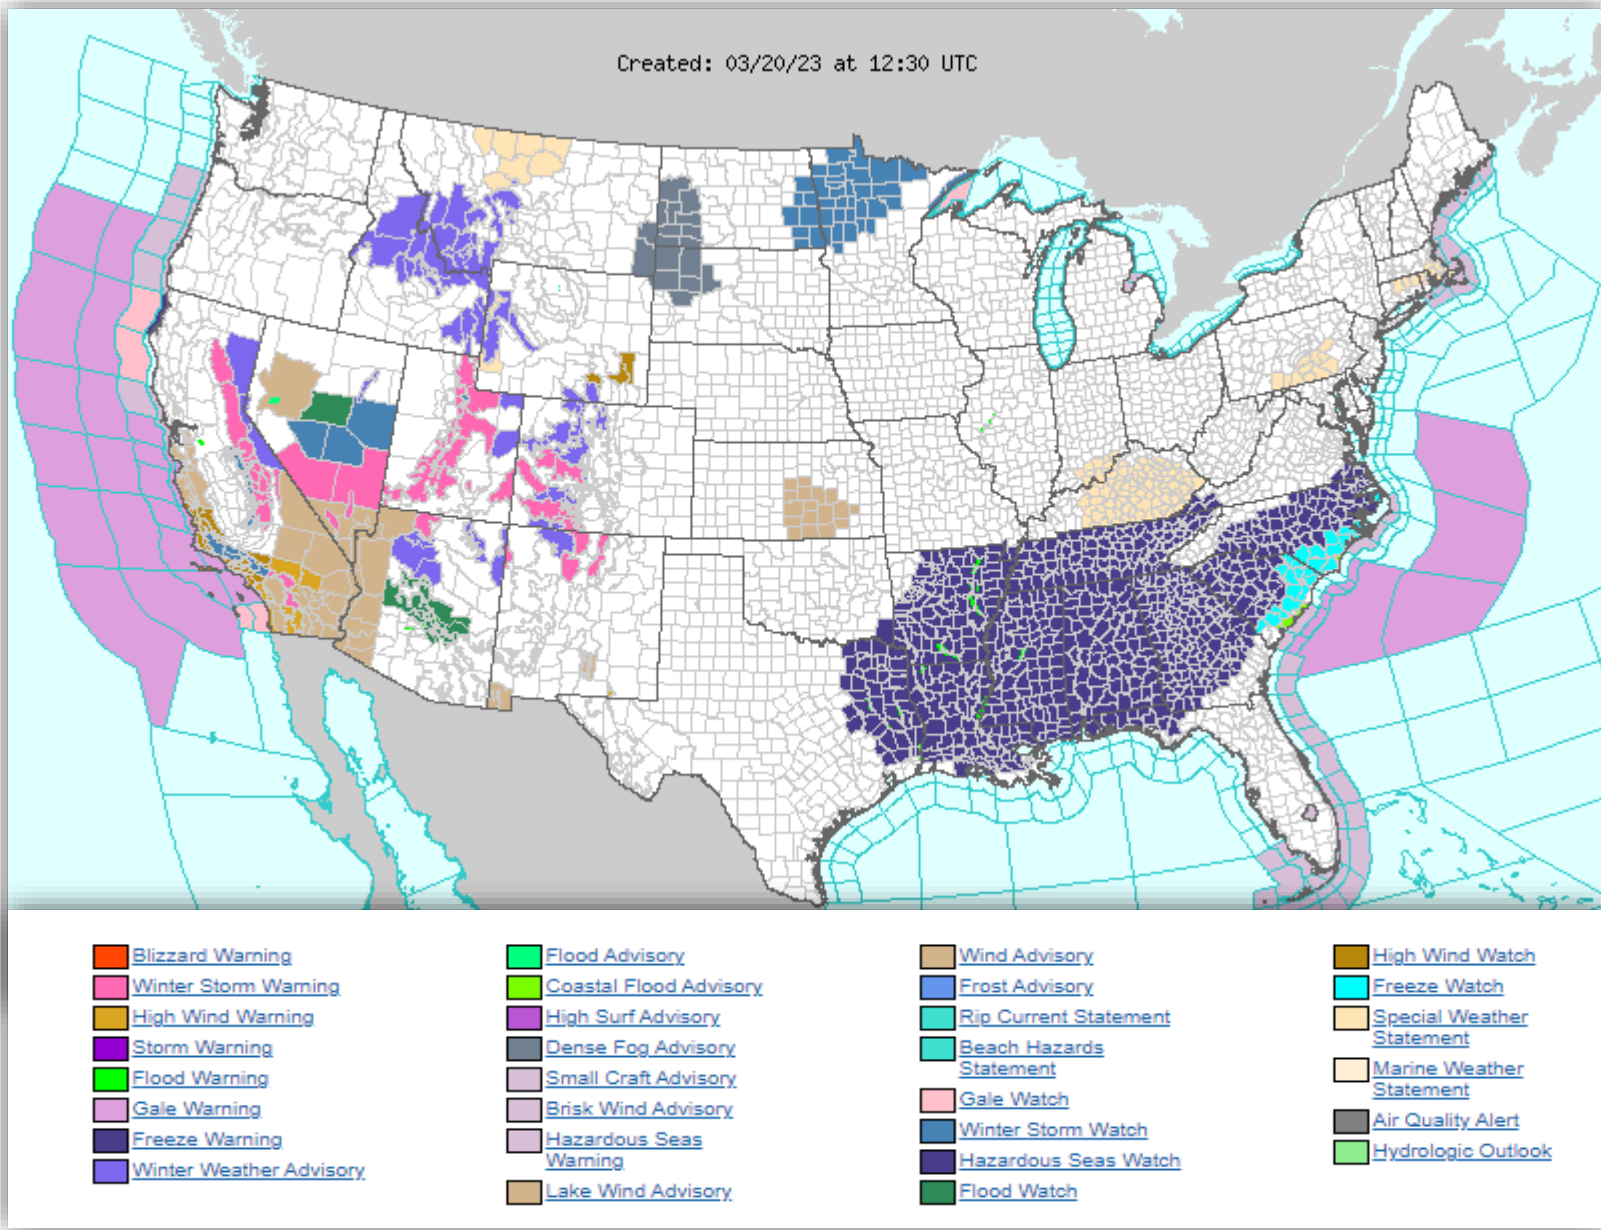 Created: 03/20/23 at 12:30 UTC
Blizzard Warning
Winter Storm Warning
High Wind Warning
Storm Warning
Flood Warning
Gale Warning
Freeze Warning
Winter Weather Advisory
Flood Advisory
Coastal Flood Advisory
High Surf Advisory
Dense Fog Advisory
Small Craft Advisory
Brisk Wind Advisory
Hazardous Seas
Warning
Lake Wind Advisory
Wind Advisory
Frost Advisory
Rip Current Statement
Beach Hazards
Statement
Gale Watch
Winter Storm Watch
Hazardous Seas Watch
Flood Watch
High Wind Watch
Freeze Watch
Special Weather
Statement
Marine Weather
Statement
Air Quality Alert
Hydrologic Outlook